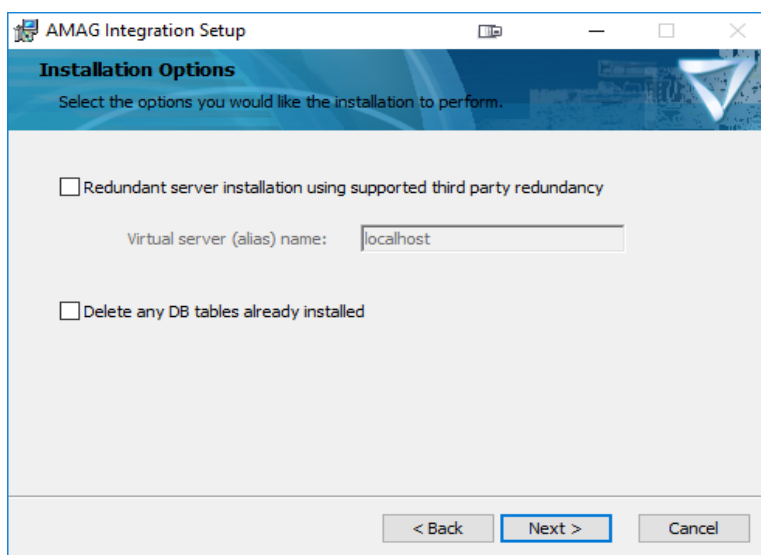 AMAG Integration Setup
Installation Options
Select the options you would like the installation to perform.
Redundant server installation using supported third party redundancy
Virtual server (alias) name: localhost
Delete any DB tables already installed
< Back Next > Cancel